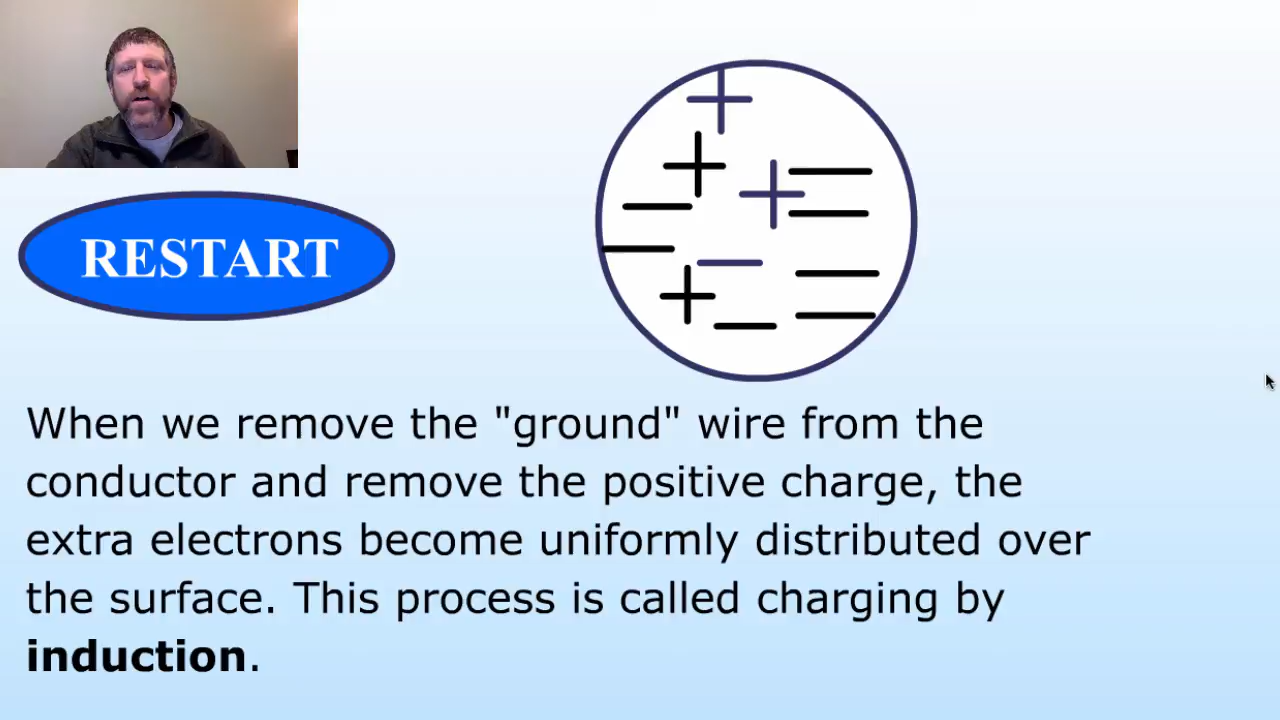 RESTART
When we remove the "ground" wire from the
conductor and remove the positive charge, the
extra electrons become uniformly distributed over
the surface. This process is called charging by
induction.